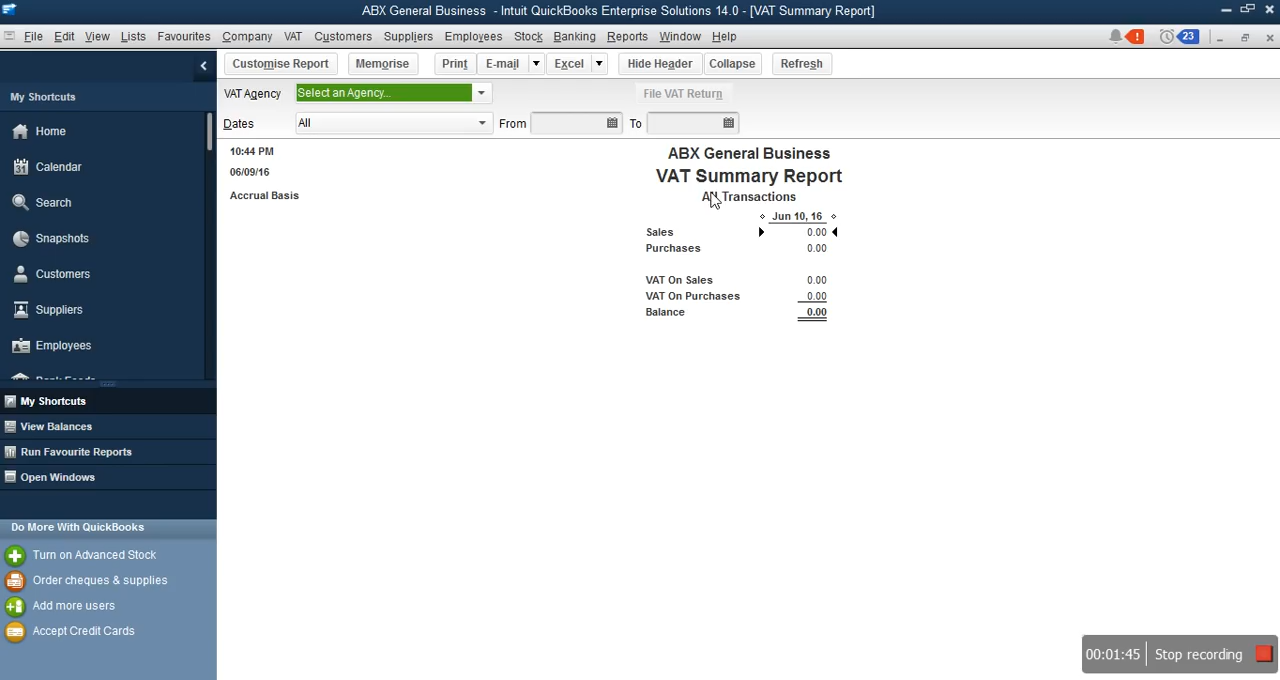 ABX General Business - Intuit QuickBooks Enterprise Solutions 14.0 - [VAT Summary Report]
File Edit View Lists Favourites Company VAT Customers Suppliers Employees Stock Banking Reports Window Help
! 23
Customise Report Memorise Print E-mail Excel Hide Header Collapse Refresh
VAT Agency Select an Agency... File VAT Return
Dates All From To
My Shortcuts
Home
Calendar
Search
Snapshots
Customers
Suppliers
Employees
Bank Feeds
My Shortcuts
View Balances
Run Favourite Reports
Open Windows
Do More With QuickBooks
Turn on Advanced Stock
Order cheques & supplies
Add more users
Accept Credit Cards
10:44 PM
06/09/16
Accrual Basis
ABX General Business
VAT Summary Report
All Transactions
Jun 10, 16
Sales 0.00
Purchases 0.00
VAT On Sales 0.00
VAT On Purchases 0.00
Balance 0.00
00:01:45 Stop recording